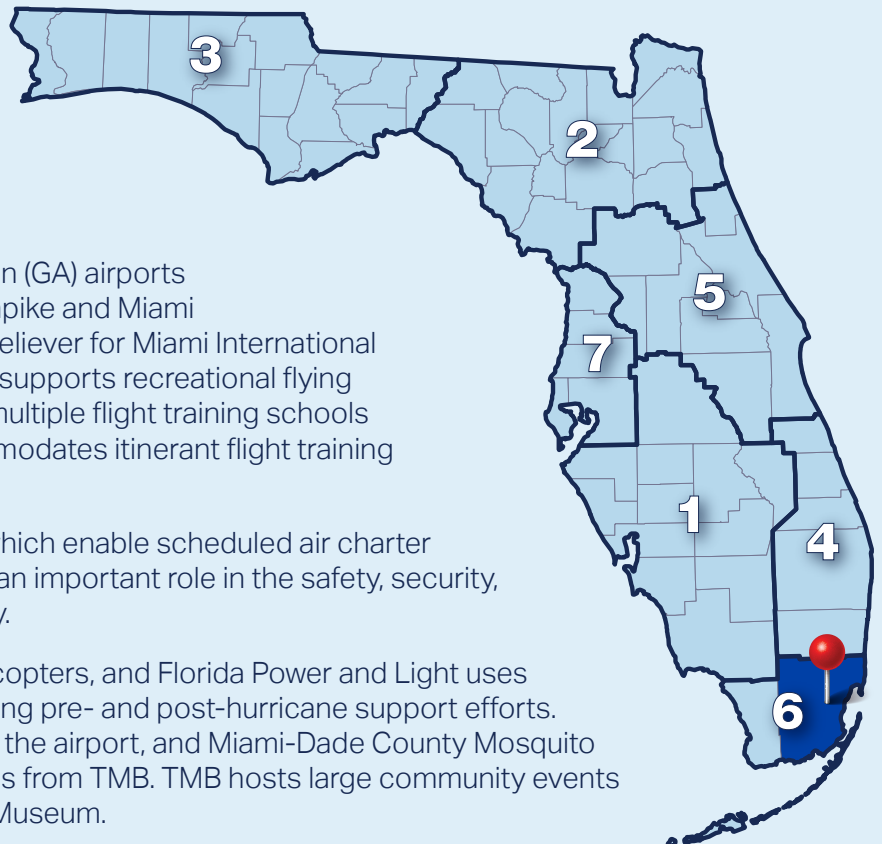 3
2
n (GA) airports
npike and Miami
eliever for Miami International
supports recreational flying
multiple flight training schools
modates itinerant flight training
which enable scheduled air charter
an important role in the safety, security,
y.
copters, and Florida Power and Light uses
ng pre- and post-hurricane support efforts.
the airport, and Miami-Dade County Mosquito
s from TMB. TMB hosts large community events
Museum.
5
7
1
4
6